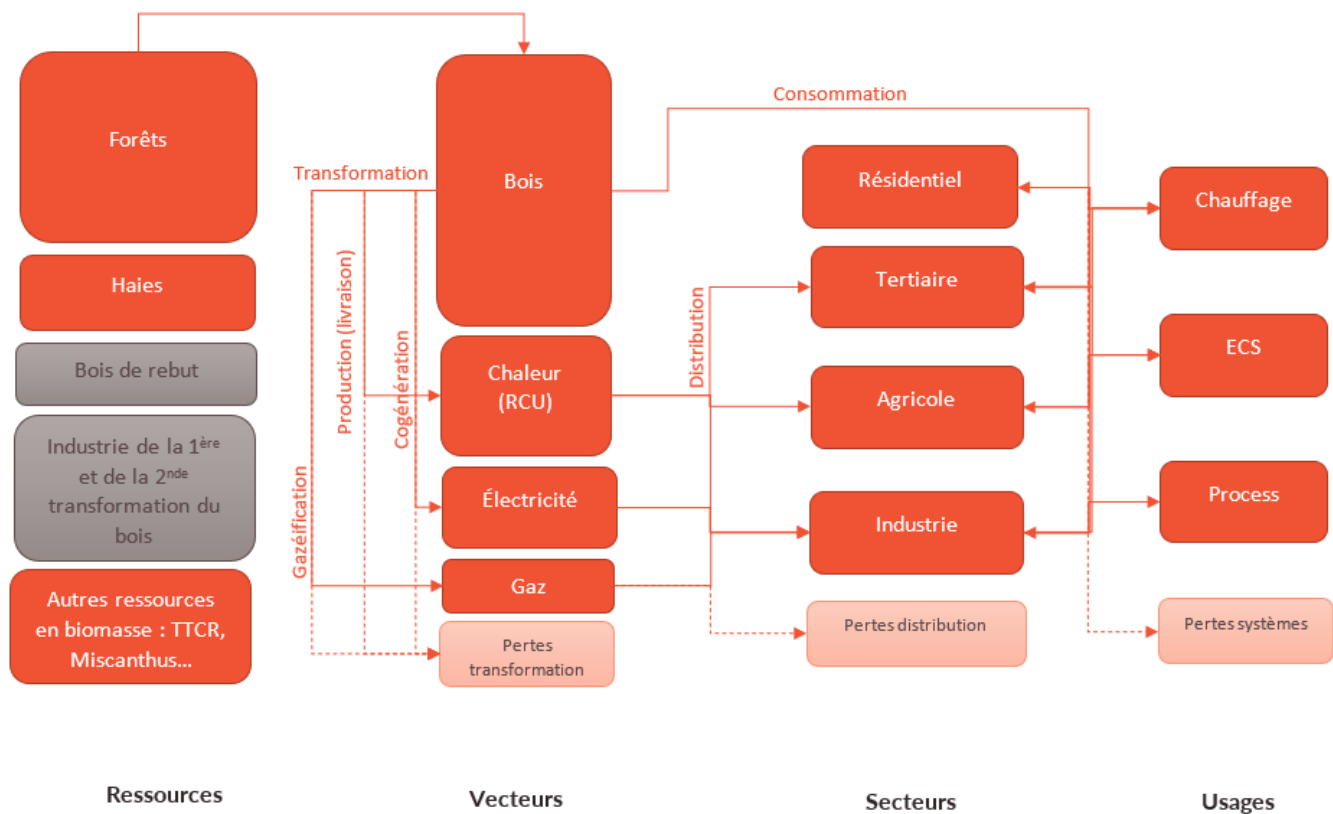 Forêts
Haies
Bois de rebut
Industrie de la 1ère
et de la 2nde
transformation du
bois
Autres ressources
en biomasse : TTCR,
Miscanthus...
Ressources
Transformation
Gazéification
Production (livraison)
Cogénération
Bois
Chaleur
(RCU)
Électricité
Gaz
Pertes
transformation
Vecteurs
Consommation
Distribution
Résidentiel
Tertiaire
Agricole
Industrie
Pertes distribution
Secteurs
Chauffage
ECS
Process
Pertes systèmes
Usages